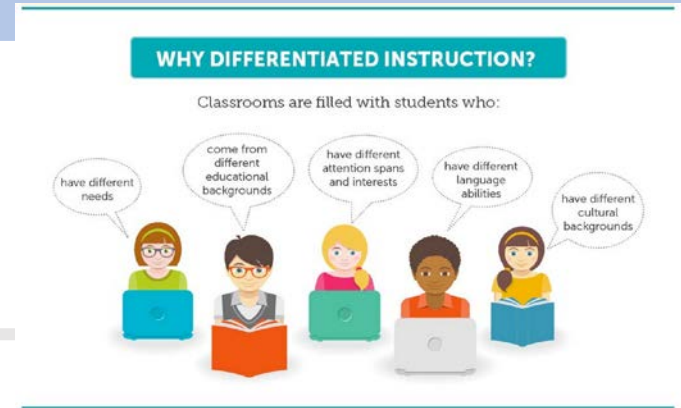 WHY DIFFERENTIATED INSTRUCTION?
Classrooms are filled with students who:
have different
needs
come from
different
educational
backgrounds
have different
attention spans
and interests
have different
language
abilities
have different
cultural
backgrounds